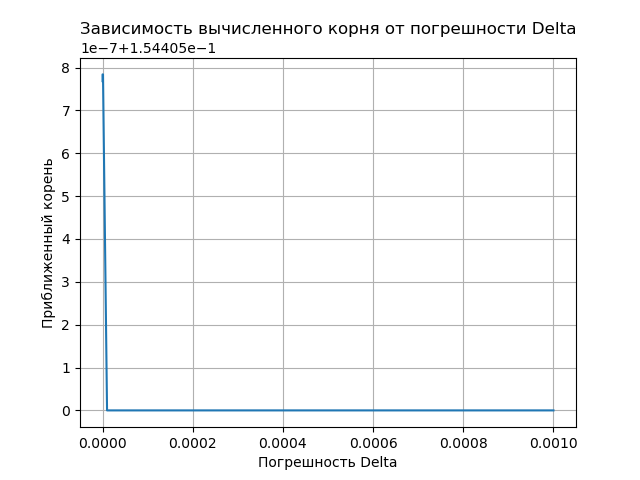 Зависимость вычисленного корня от погрешности Delta
1e−7+1.54405e−1
8
7
6
5
4
3
2
1
0
Приближенный корень
0.0000 0.0002 0.0004 0.0006 0.0008 0.0010
Погрешность Delta